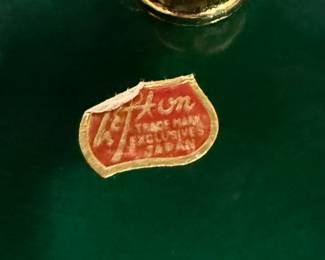 Lefton
TRADE MARK
EXCLUSIVES
JAPAN